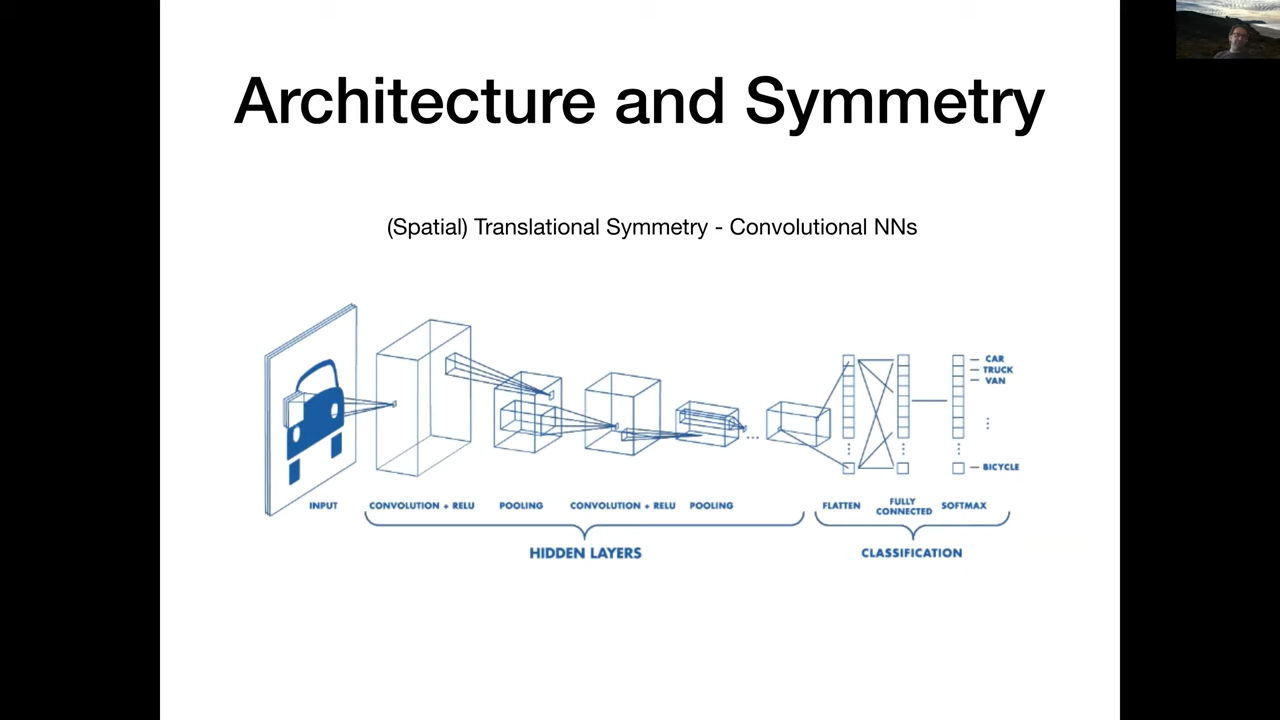 Architecture and Symmetry
(Spatial) Translational Symmetry - Convolutional NNs
CAR
TRUCK
VAN
BICYCLE
INPUT
CONVOLUTION + RELU
POOLING
CONVOLUTION + RELU
POOLING
FLATTEN
FULLY
CONNECTED
SOFTMAX
HIDDEN LAYERS
CLASSIFICATION